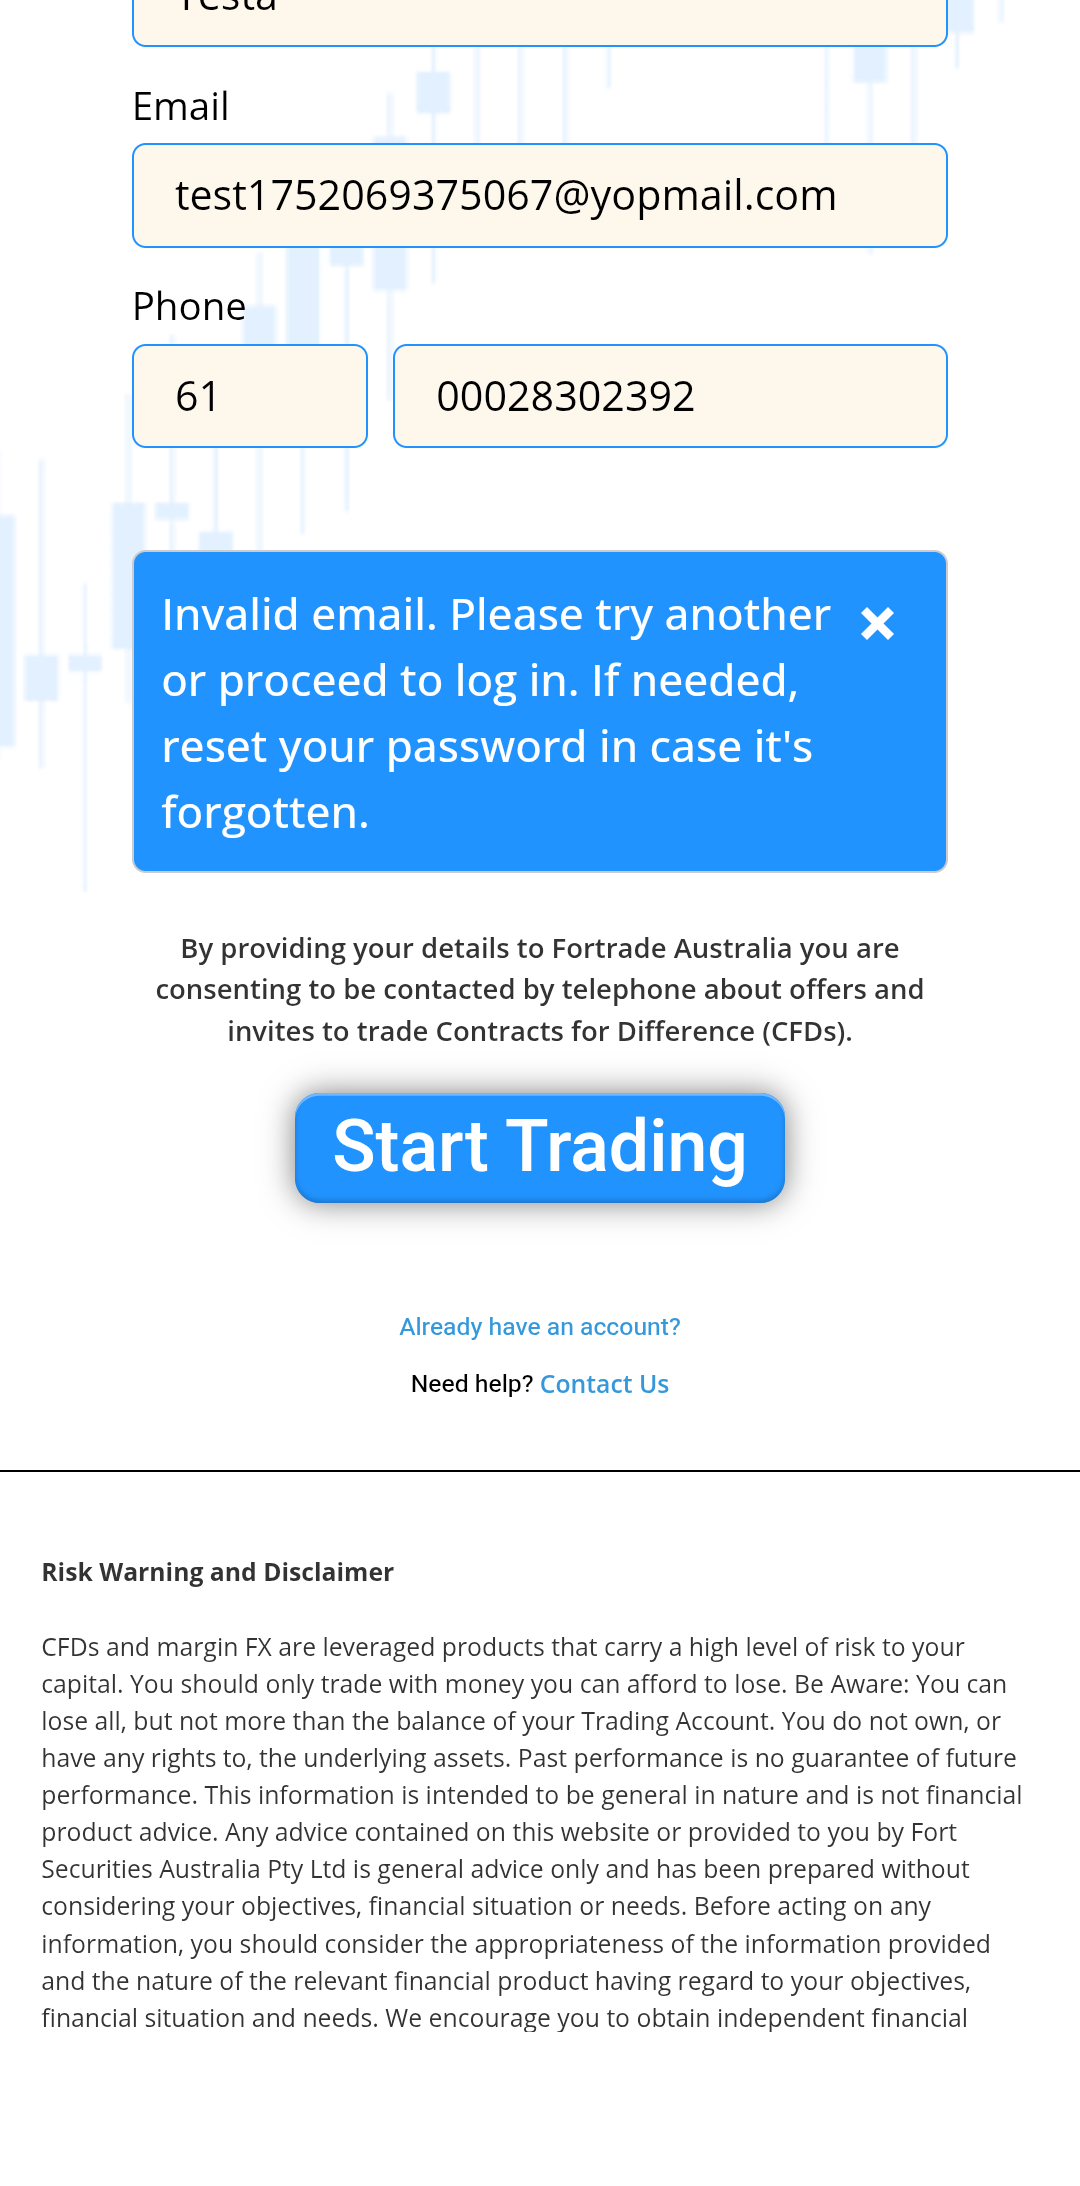 Testa
Email
test1752069375067@yopmail.com
Phone
61
00028302392
Invalid email. Please try another
or proceed to log in. If needed,
reset your password in case it's
forgotten.
By providing your details to Fortrade Australia you are
consenting to be contacted by telephone about offers and
invites to trade Contracts for Difference (CFDs).
Start Trading
Already have an account?
Need help? Contact Us
Risk Warning and Disclaimer
CFDs and margin FX are leveraged products that carry a high level of risk to your
capital. You should only trade with money you can afford to lose. Be Aware: You can
lose all, but not more than the balance of your Trading Account. You do not own, or
have any rights to, the underlying assets. Past performance is no guarantee of future
performance. This information is intended to be general in nature and is not financial
product advice. Any advice contained on this website or provided to you by Fort
Securities Australia Pty Ltd is general advice only and has been prepared without
considering your objectives, financial situation or needs. Before acting on any
information, you should consider the appropriateness of the information provided
and the nature of the relevant financial product having regard to your objectives,
financial situation and needs. We encourage you to obtain independent financial